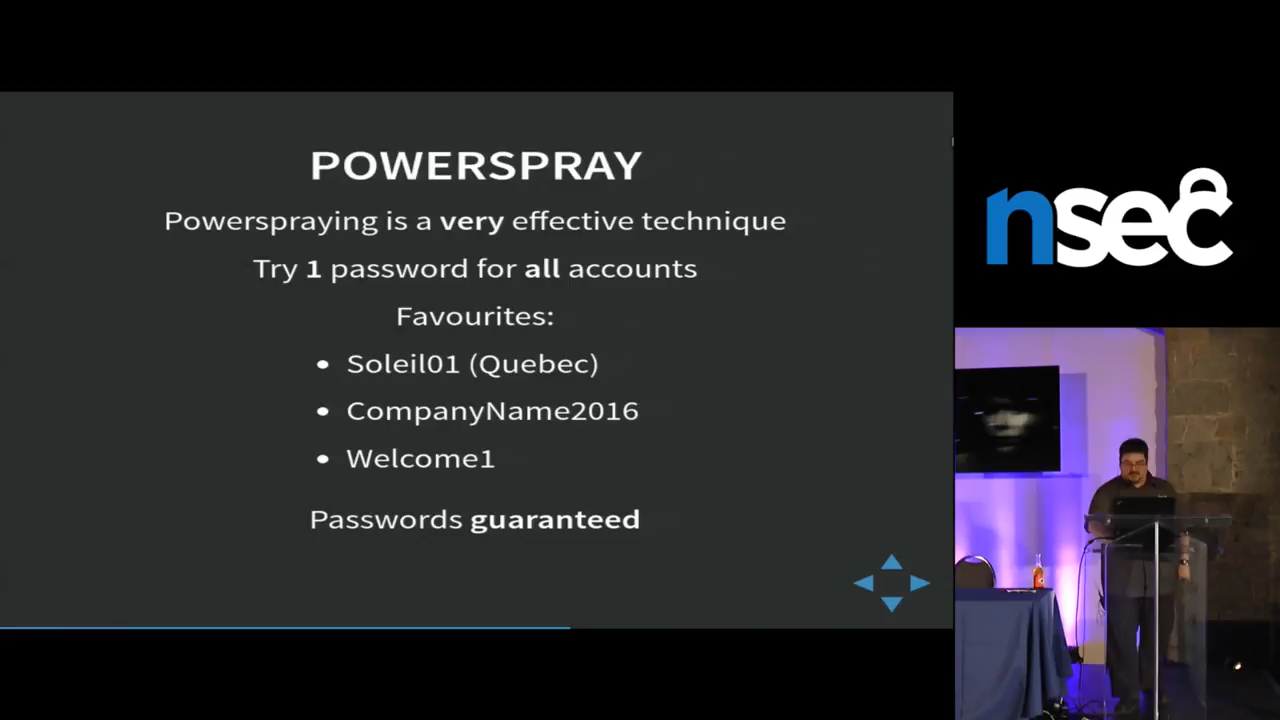 POWERSPRAY
Powerspraying is a very effective technique
Try 1 password for all accounts
Favourites:
• Soleil01 (Quebec)
• CompanyName2016
• Welcome1
Passwords guaranteed
nsec